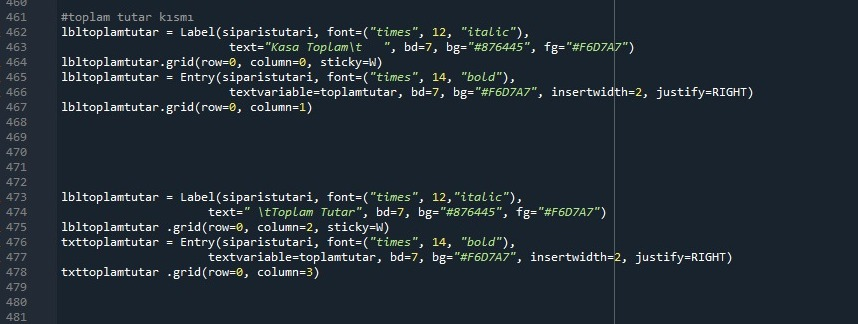 460
461 #toplam tutar kısmı
462 lbltoplamtutar = Label(siparistutari, font=("times", 12, "italic"),
463                         text="Kasa Toplam\t   ", bd=7, bg="#876445", fg="#F6D7A7")
464 lbltoplamtutar.grid(row=0, column=0, sticky=W)
465 lbltoplamtutar = Entry(siparistutari, font=("times", 14, "bold"),
466                         textvariable=toplamtutar, bd=7, bg="#F6D7A7", insertwidth=2, justify=RIGHT)
467 lbltoplamtutar.grid(row=0, column=1)
468
469
470
471
472
473 lbltoplamtutar = Label(siparistutari, font=("times", 12,"italic"),
474                      text=" \tToplam Tutar", bd=7, bg="#876445", fg="#F6D7A7")
475 lbltoplamtutar .grid(row=0, column=2, sticky=W)
476 txttoplamtutar = Entry(siparistutari, font=("times", 14, "bold"),
477                      textvariable=toplamtutar, bd=7, bg="#F6D7A7", insertwidth=2, justify=RIGHT)
478 txttoplamtutar .grid(row=0, column=3)
479
480
481